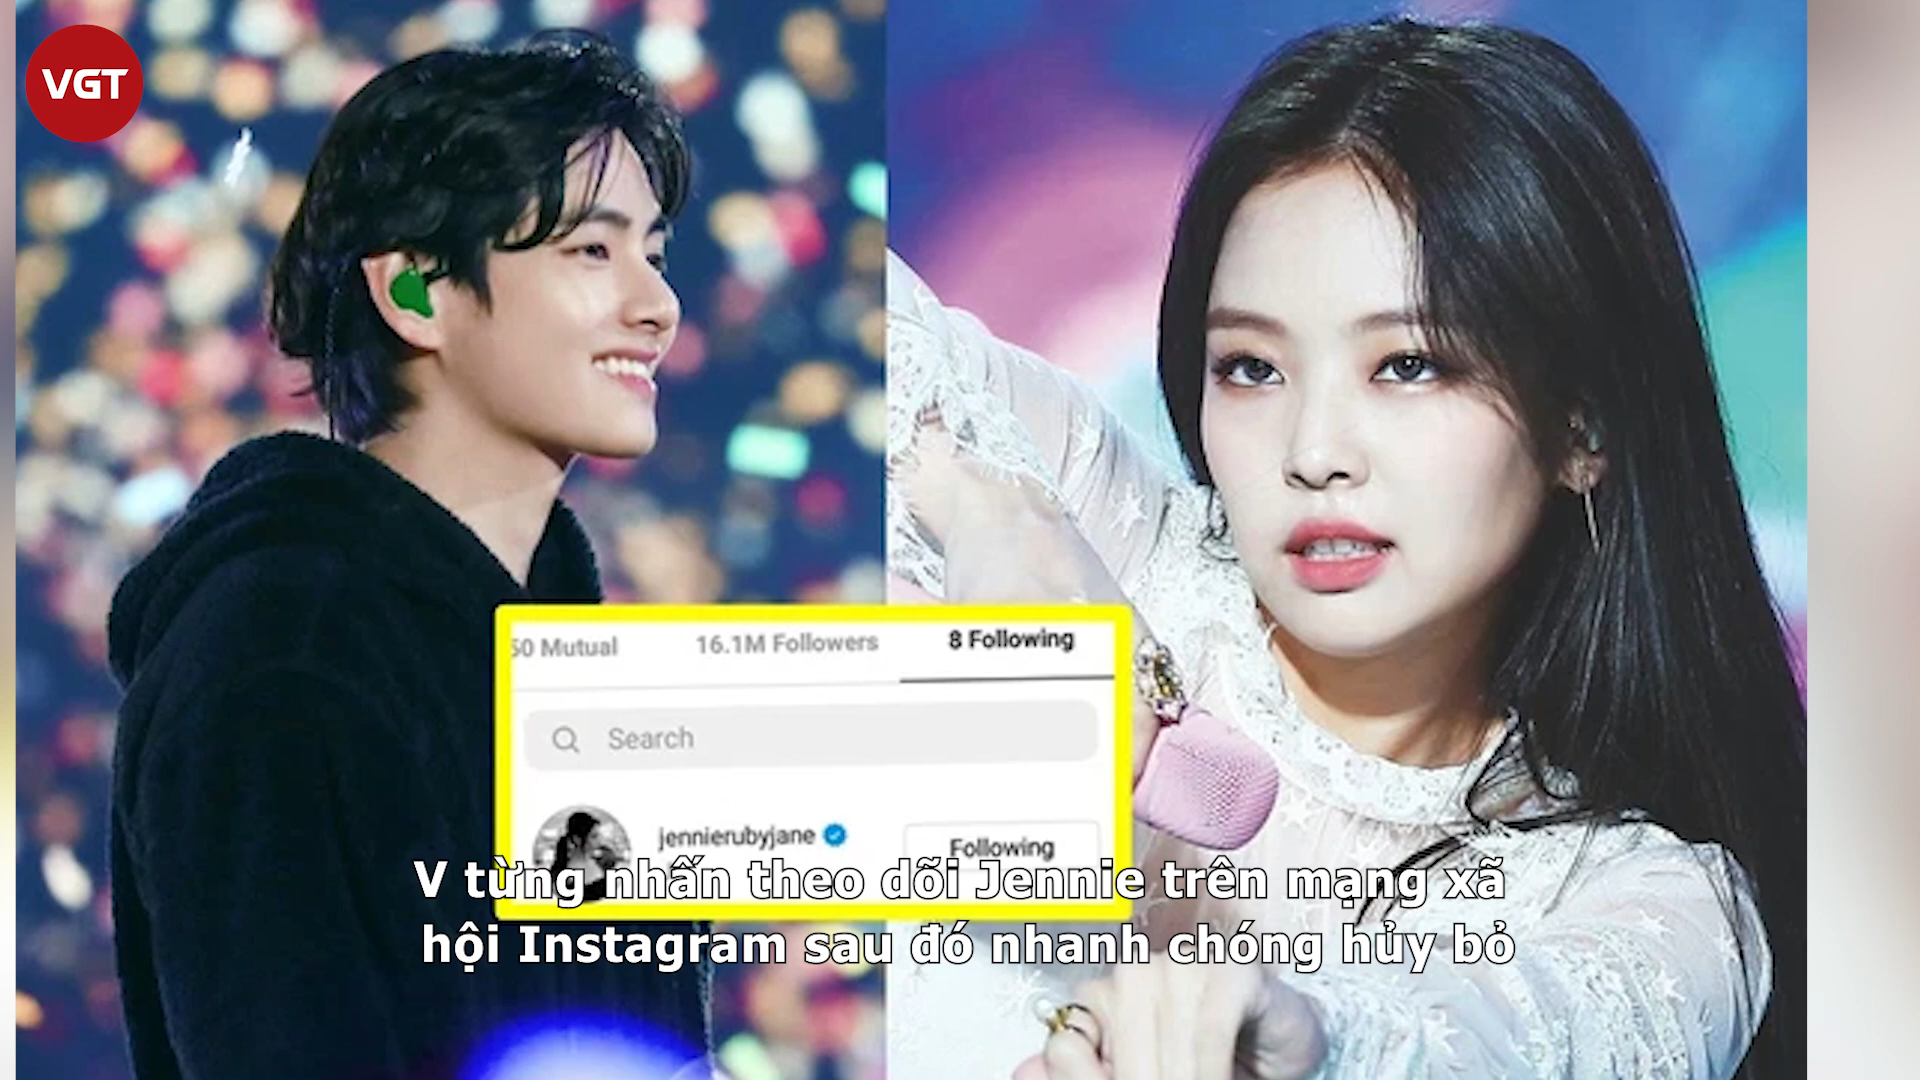 VGT
50 Mutual 16.1M Followers 8 Following
Search
jennierubyjane Following
V từng nhấn theo dõi Jennie trên mạng xã
hội Instagram sau đó nhanh chóng hủy bỏ